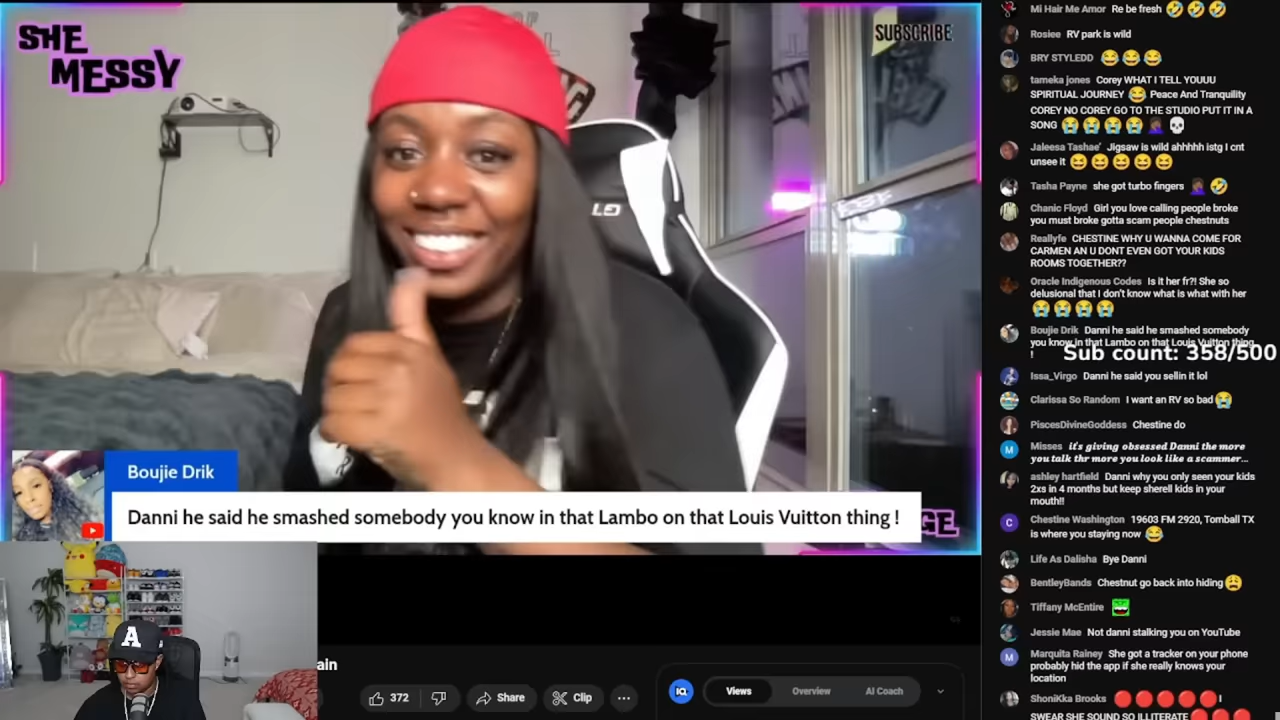 SHE
MESSY
SUBSCRIBE
Boujie Drik
Danni he said he smashed somebody you know in that Lambo on that Louis Vuitton thing !
GE
A
ain
372
Share
Clip
Views
Overview
AI Coach
Mi Hair Me Amor Re be fresh 🤣 🤣 🤣
Rosiee RV park is wild
BRY STYLEDD 😂 😂 😂
tameka jones Corey WHAT I TELL YOUUU
SPIRITUAL JOURNEY 😂 Peace And Tranquility
COREY NO COREY GO TO THE STUDIO PUT IT IN A
SONG 😭 😭 😭 😭 🤦🏾‍♀️ 💀
Jaleesa Tashae' Jigsaw is wild ahhhhh istg I cnt
unsee it 😆 😆 😆 😆 😆
Tasha Payne she got turbo fingers 🤦🏾‍♀️ 🤣
Chanic Floyd Girl you love calling people broke
you must broke gotta scam people chestnuts
Reallyfe CHESTINE WHY U WANNA COME FOR
CARMEN AN U DONT EVEN GOT YOUR KIDS
ROOMS TOGETHER??
Oracle Indigenous Codes Is it her fr?! She so
delusional that I don't know what is what with her
😭 😭 😭 😭
Boujie Drik Danni he said he smashed somebody
you know in that Lambo on that Louis Vuitton thing
!
Sub count: 358/500
Issa_Virgo Danni he said you sellin it lol
Clarissa So Random I want an RV so bad 😭
PiscesDivineGoddess Chestine do
Misses it's giving obsessed Danni the more
you talk thr more you look like a scammer...
ashley hartfield Danni why you only seen your kids
2xs in 4 months but keep sherell kids in your
mouth!!
Chestine Washington 19603 FM 2920, Tomball TX
is where you staying now 😂
Life As Dalisha Bye Danni
BentleyBands Chestnut go back into hiding 😩
Tiffany McEntire
Jessie Mae Not danni stalking you on YouTube
Marquita Rainey She got a tracker on your phone
probably hid the app if she really knows your
location
ShoniKka Brooks 🔴 🔴 🔴 🔴 🔴 I
SWEAR SHE SOUND SO ILLITERATE 🔴 🔴 🔴